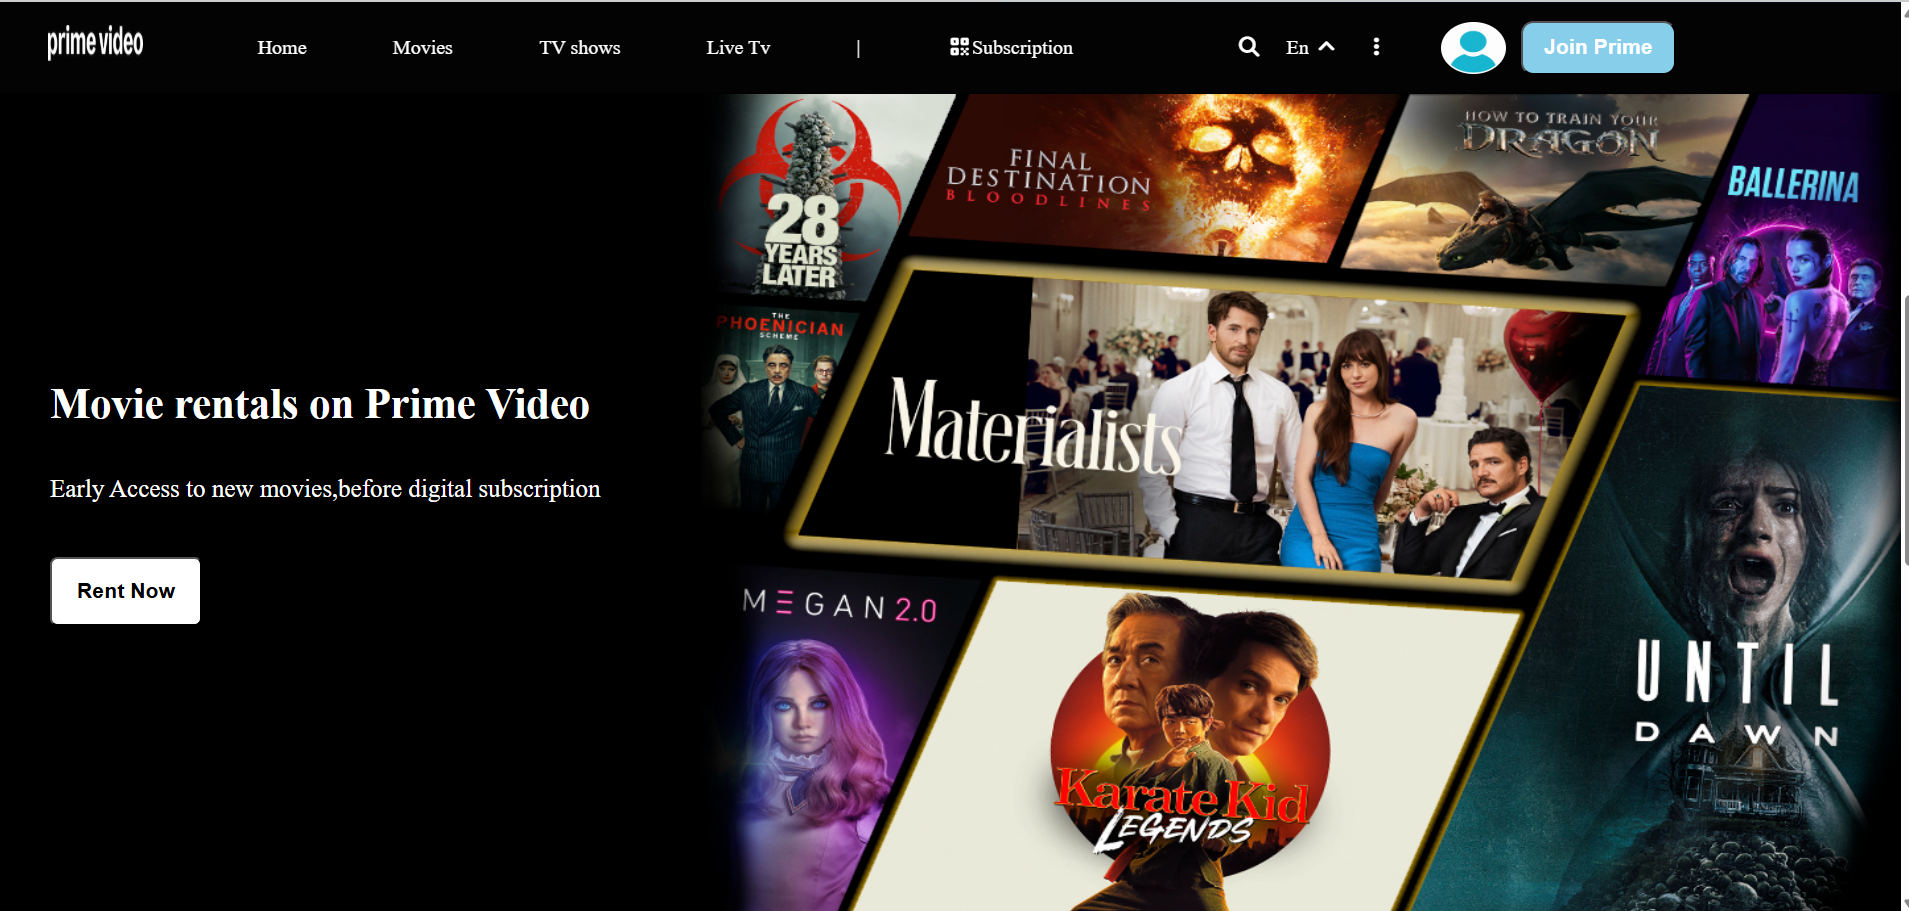 prime video
Home
Movies
TV shows
Live Tv
|
Subscription
En
Join Prime
Movie rentals on Prime Video
Early Access to new movies,before digital subscription
Rent Now
28
YEARS
LATER
FINAL
DESTINATION
BLOODLINES
HOW TO TRAIN YOUR
DRAGON
BALLERINA
THE
PHOENICIAN
SCHEME
Materialists
M≡GAN 2.0
Karate Kid
LEGENDS
UNTIL
DAWN